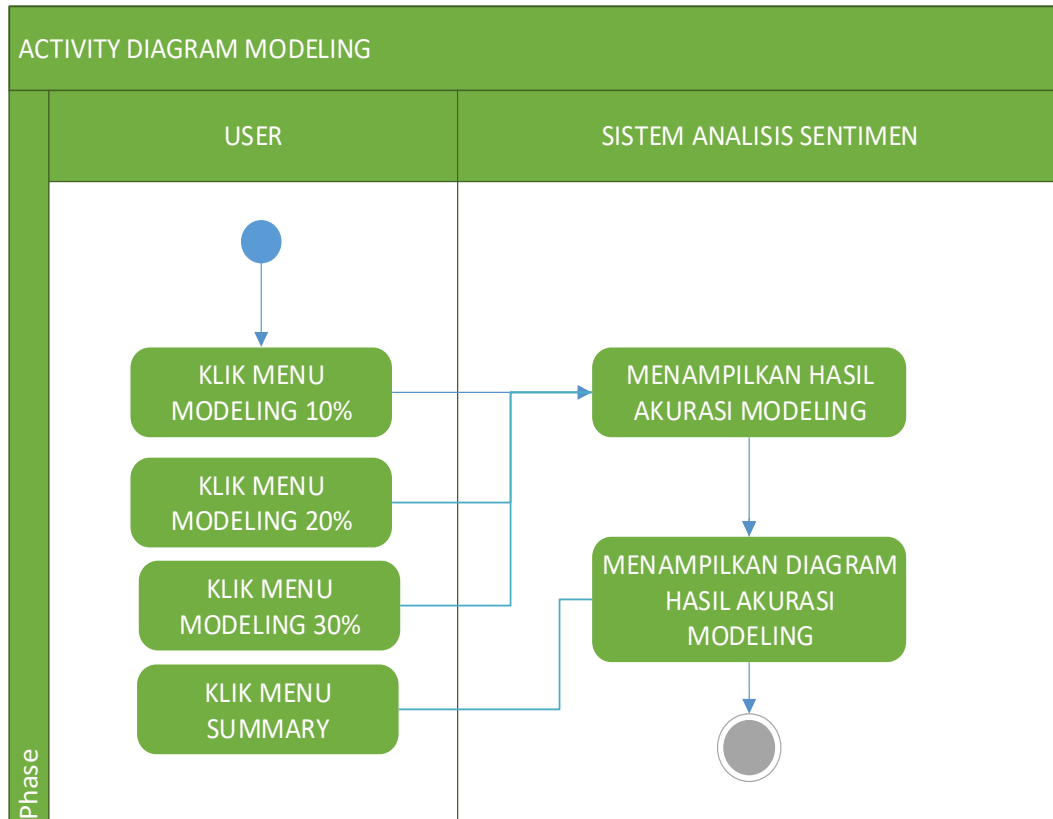 ACTIVITY DIAGRAM MODELING
USER
SISTEM ANALISIS SENTIMEN
KLIK MENU
MODELING 10%
MENAMPILKAN HASIL
AKURASI MODELING
KLIK MENU
MODELING 20%
KLIK MENU
MODELING 30%
MENAMPILKAN DIAGRAM
HASIL AKURASI
MODELING
KLIK MENU
SUMMARY
Phase